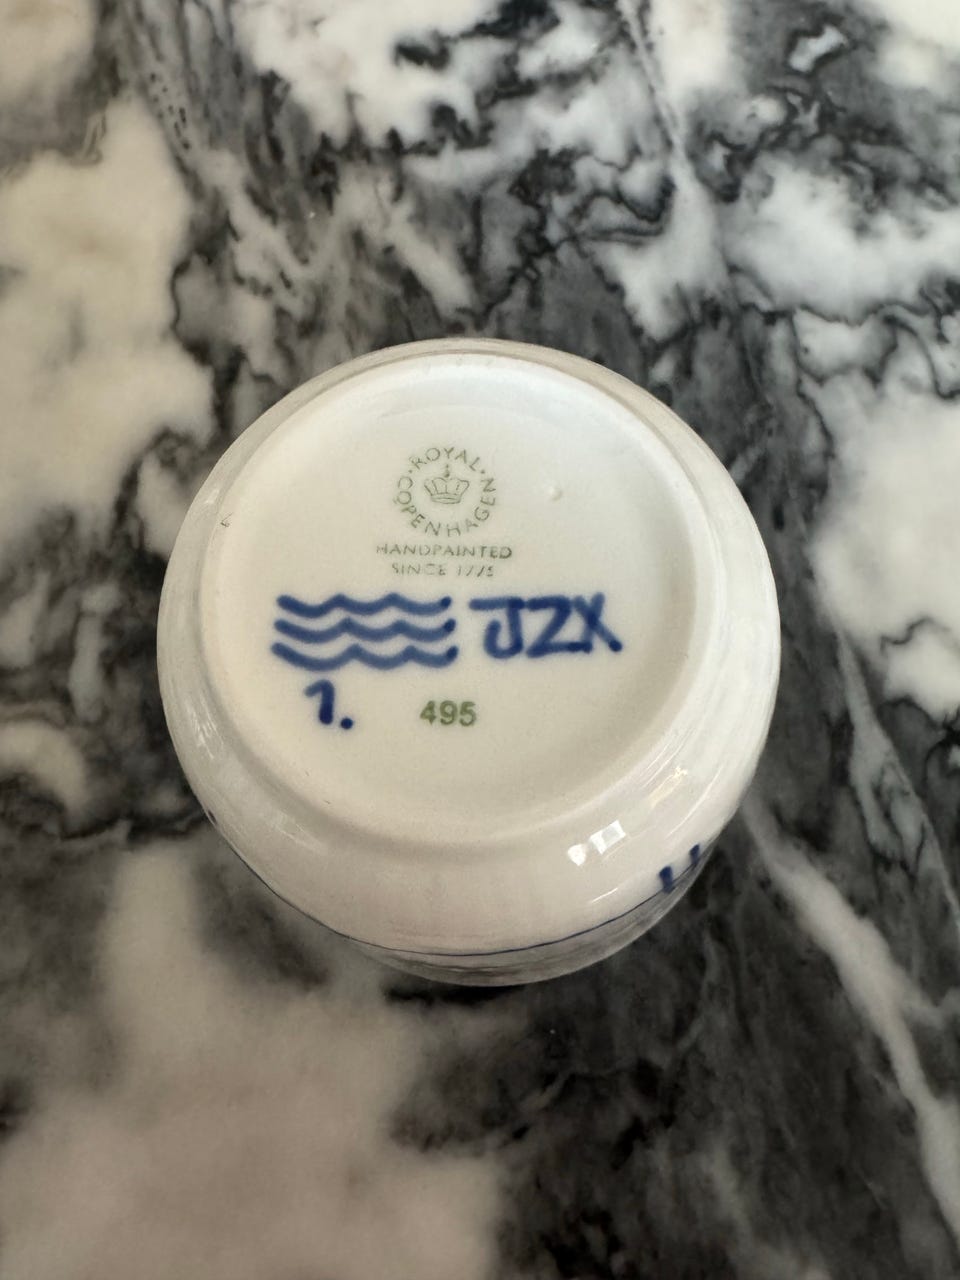 ROYAL
COPENHAGEN
HANDPAINTED
SINCE 1775
JZX
1. 495